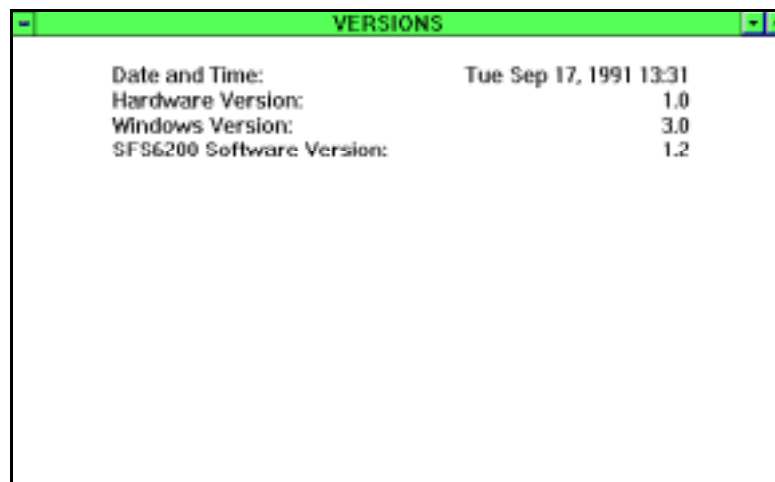 VERSIONS
Date and Time: Tue Sep 17, 1991 13:31
Hardware Version: 1.0
Windows Version: 3.0
SFS6200 Software Version: 1.2